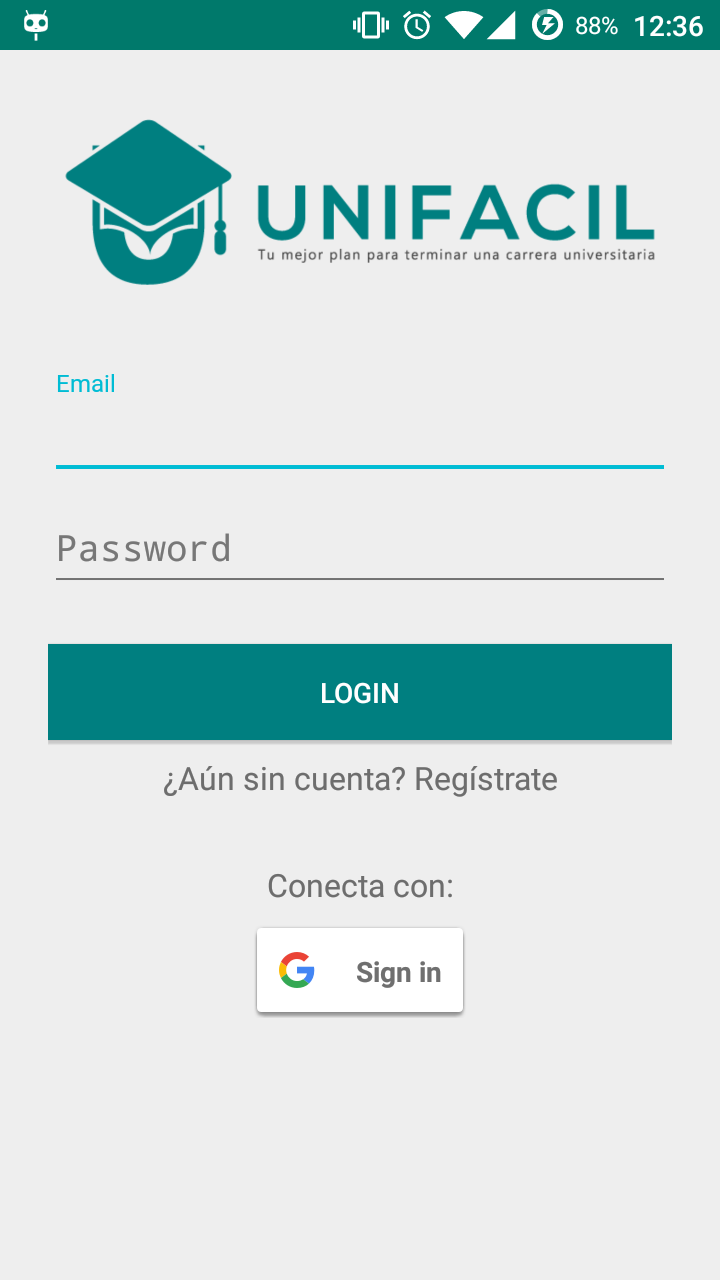 88% 12:36
UNIFACIL
Tu mejor plan para terminar una carrera universitaria
Email
Password
LOGIN
¿Aún sin cuenta? Regístrate
Conecta con:
Sign in